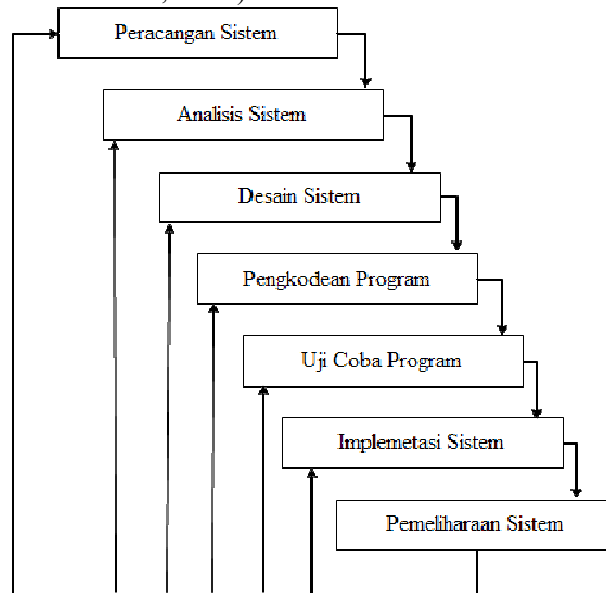 Peracangan Sistem
Analisis Sistem
Desain Sistem
Pengkodean Program
Uji Coba Program
Implemetasi Sistem
Pemeliharaan Sistem